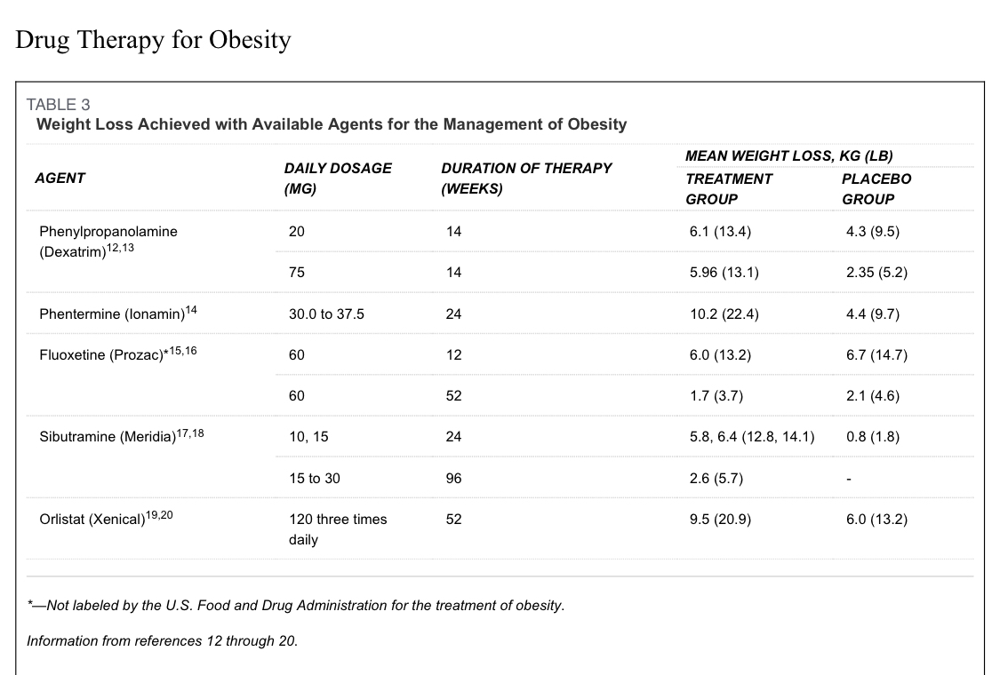 Drug Therapy for Obesity
TABLE 3
Weight Loss Achieved with Available Agents for the Management of Obesity
AGENT
DAILY DOSAGE
(MG)
DURATION OF THERAPY
(WEEKS)
MEAN WEIGHT LOSS, KG (LB)
TREATMENT
GROUP
PLACEBO
GROUP
Phenylpropanolamine
(Dexatrim)12,13
20
14
6.1 (13.4)
4.3 (9.5)
75
14
5.96 (13.1)
2.35 (5.2)
Phentermine (Ionamin)14
30.0 to 37.5
24
10.2 (22.4)
4.4 (9.7)
Fluoxetine (Prozac)*15,16
60
12
6.0 (13.2)
6.7 (14.7)
60
52
1.7 (3.7)
2.1 (4.6)
Sibutramine (Meridia)17,18
10, 15
24
5.8, 6.4 (12.8, 14.1)
0.8 (1.8)
15 to 30
96
2.6 (5.7)
-
Orlistat (Xenical)19,20
120 three times
daily
52
9.5 (20.9)
6.0 (13.2)
*—Not labeled by the U.S. Food and Drug Administration for the treatment of obesity.
Information from references 12 through 20.